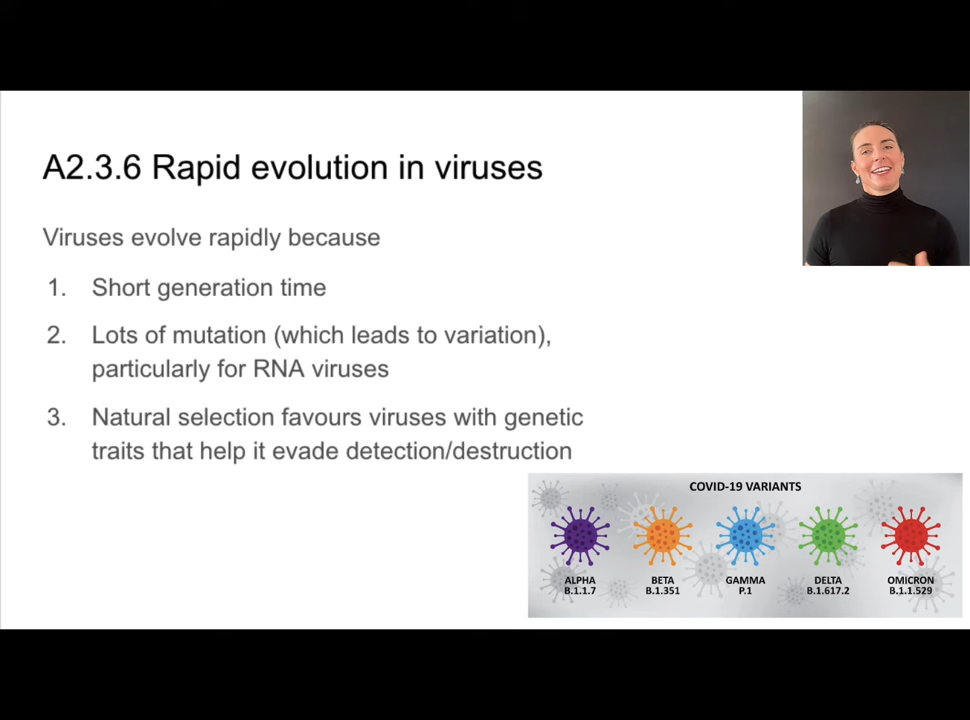 A2.3.6 Rapid evolution in viruses
Viruses evolve rapidly because
1. Short generation time
2. Lots of mutation (which leads to variation),
particularly for RNA viruses
3. Natural selection favours viruses with genetic
traits that help it evade detection/destruction
COVID-19 VARIANTS
ALPHA BETA GAMMA DELTA OMICRON
B.1.1.7 B.1.351 P.1 B.1.617.2 B.1.1.529